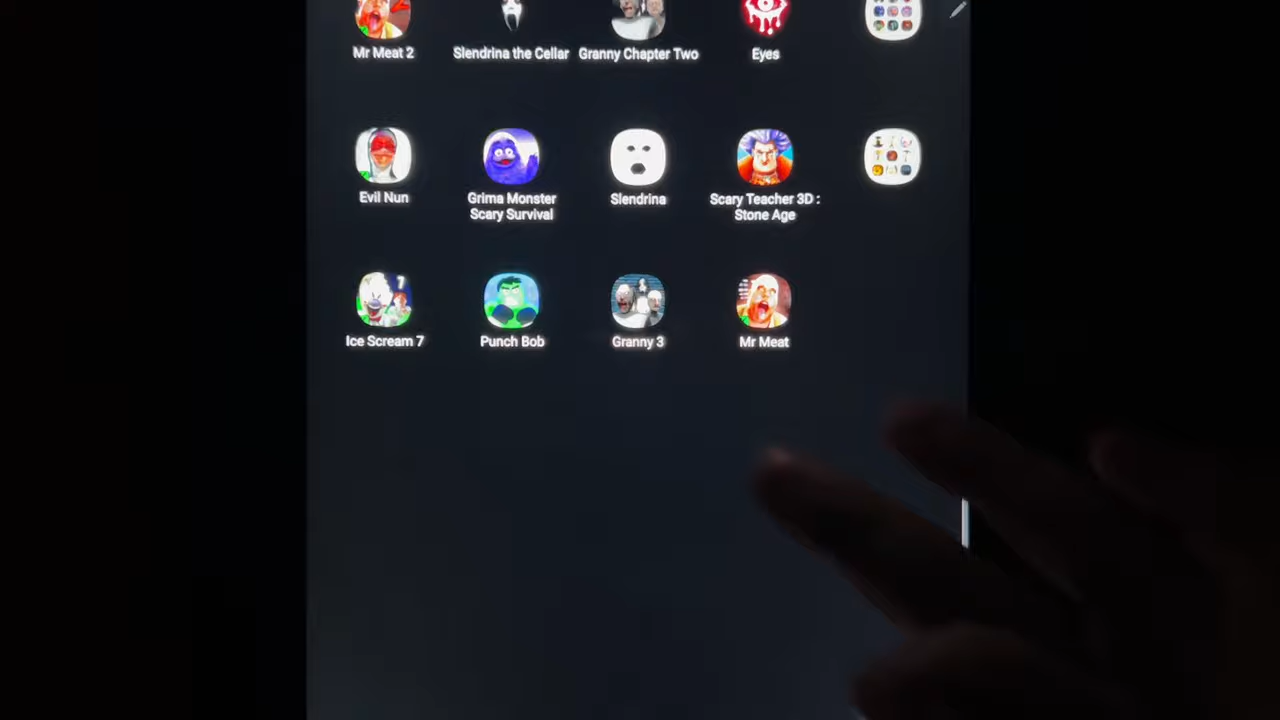 Mr Meat 2
Slendrina the Cellar
Granny Chapter Two
Eyes
Evil Nun
Grima Monster
Scary Survival
Slendrina
Scary Teacher 3D :
Stone Age
7
Ice Scream 7
Punch Bob
Granny 3
Mr Meat